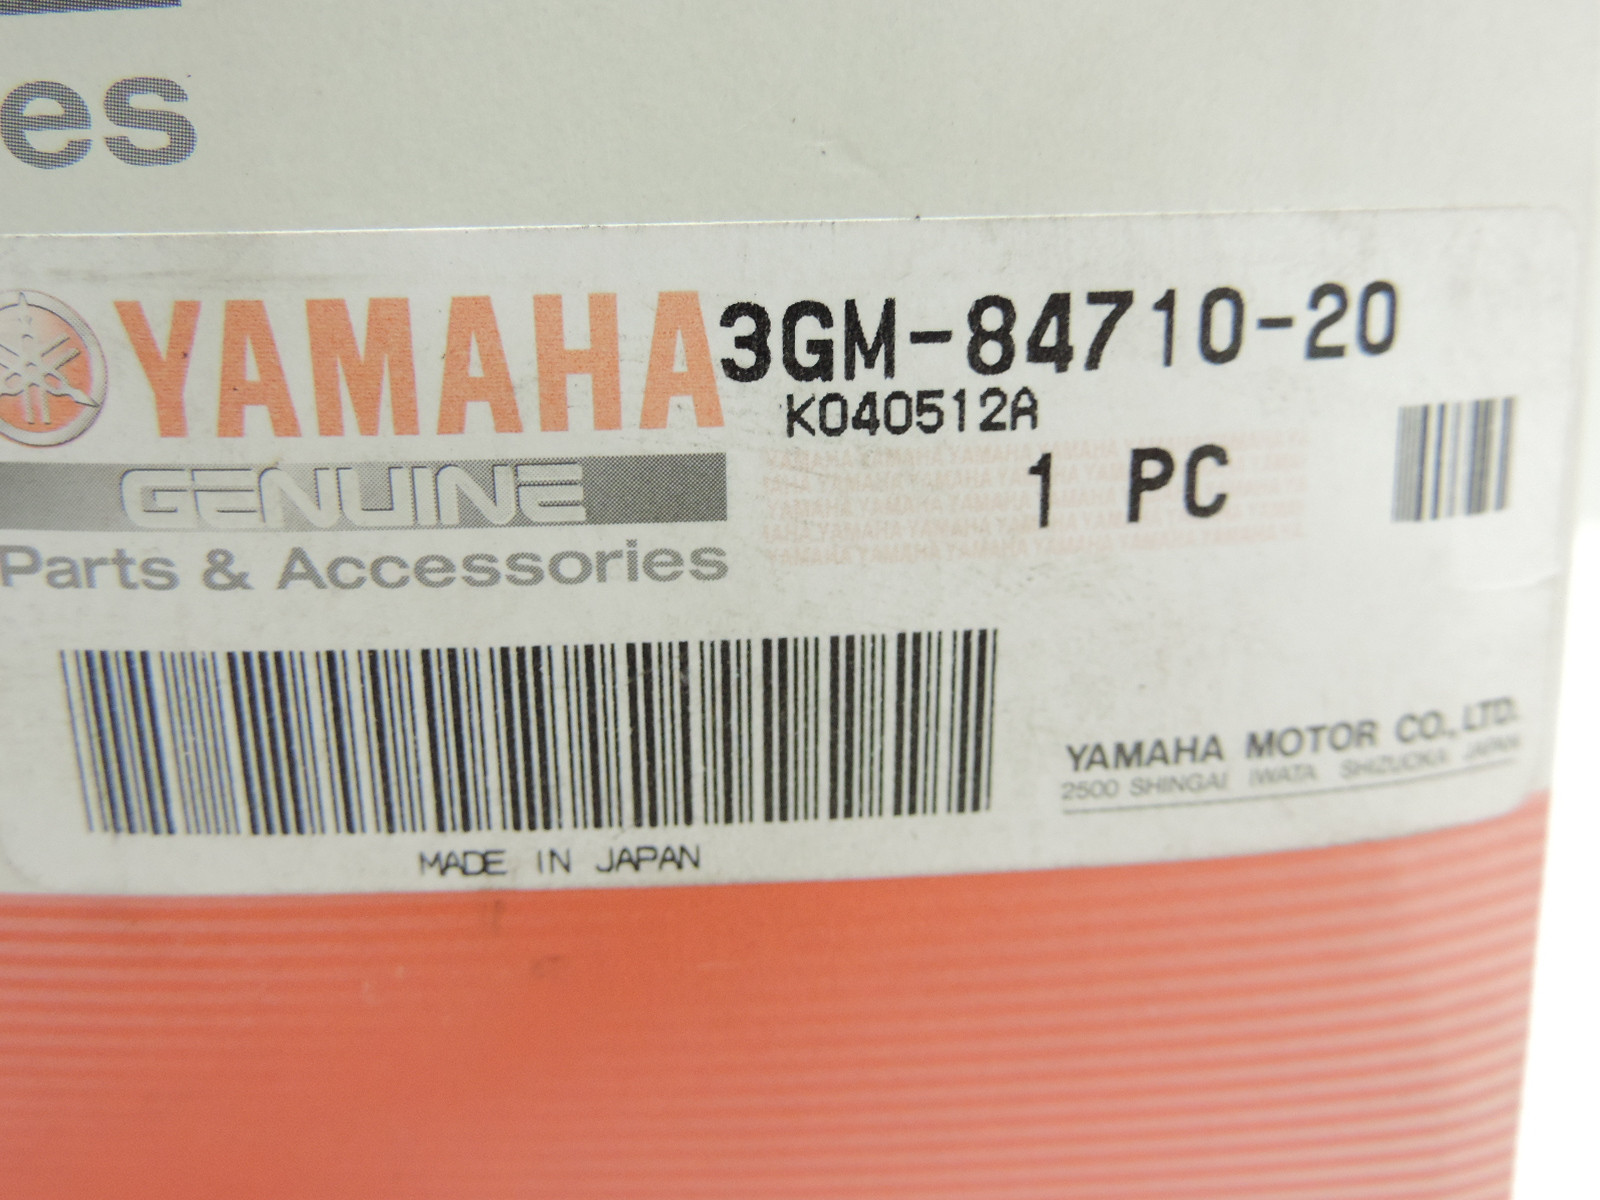 es
YAMAHA 3GM-84710-20
K040512A
GENUINE
1 PC
Parts & Accessories
YAMAHA MOTOR CO., LTD.
2500 SHINGAI IWATA SHIZUOKA JAPAN
MADE IN JAPAN